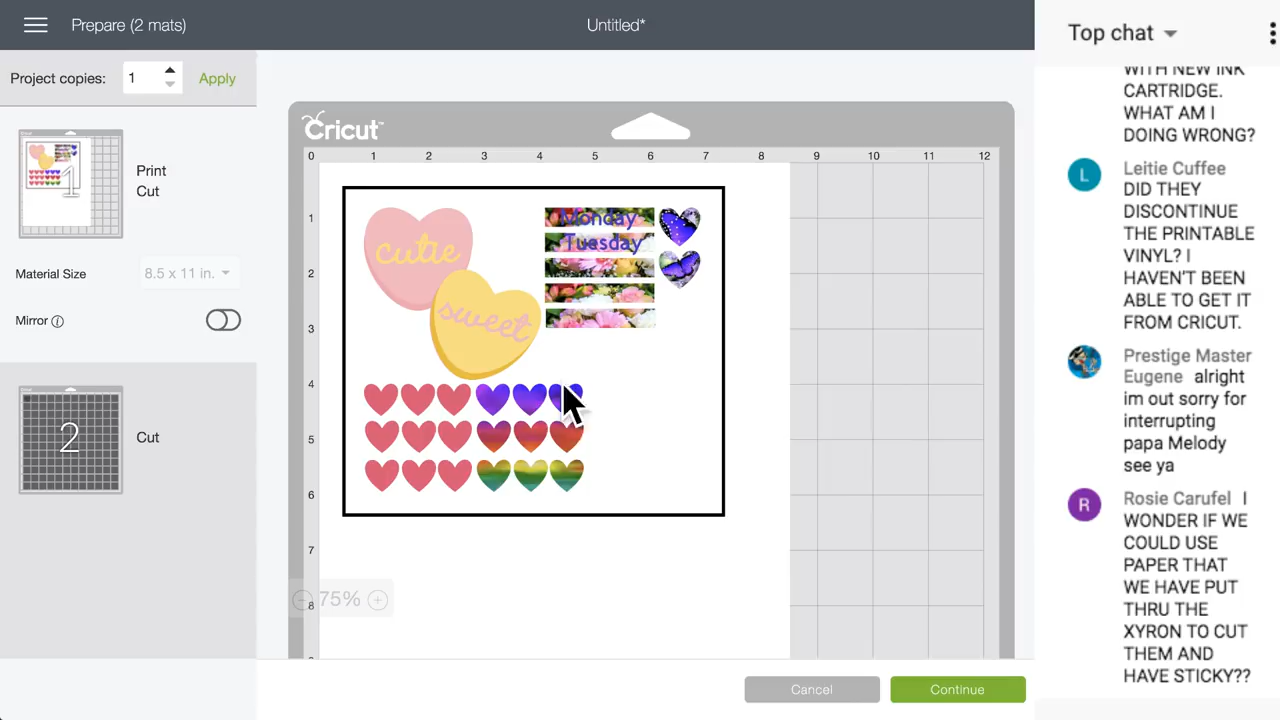 Prepare (2 mats)
Untitled*
Top chat
Project copies:
1
Apply
1
Print
Cut
Material Size
8.5 x 11 in.
Mirror
2
Cut
Cricut™
0 1 2 3 4 5 6 7 8 9 10 11 12
1
2
3
4
5
6
7
8
cutie
sweet
Monday
Tuesday
75%
Cancel
Continue
WITH NEW INK
CARTRIDGE.
WHAT AM I
DOING WRONG?
L
Leitie Cuffee
DID THEY
DISCONTINUE
THE PRINTABLE
VINYL? I
HAVEN'T BEEN
ABLE TO GET IT
FROM CRICUT.
Prestige Master
Eugene alright
im out sorry for
interrupting
papa Melody
see ya
R
Rosie Carufel I
WONDER IF WE
COULD USE
PAPER THAT
WE HAVE PUT
THRU THE
XYRON TO CUT
THEM AND
HAVE STICKY??